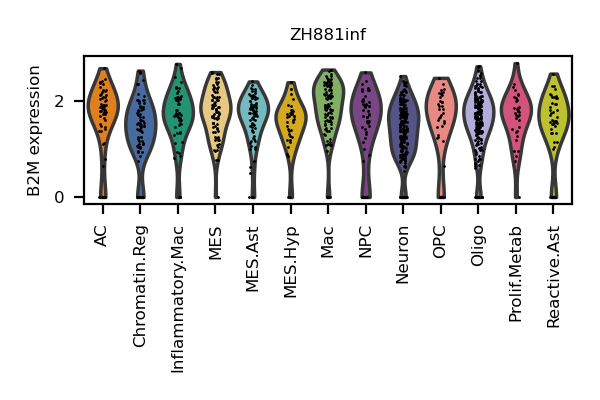 ZH881inf
B2M expression
2
0
AC
Chromatin.Reg
Inflammatory.Mac
MES
MES.Ast
MES.Hyp
Mac
NPC
Neuron
OPC
Oligo
Prolif.Metab
Reactive.Ast